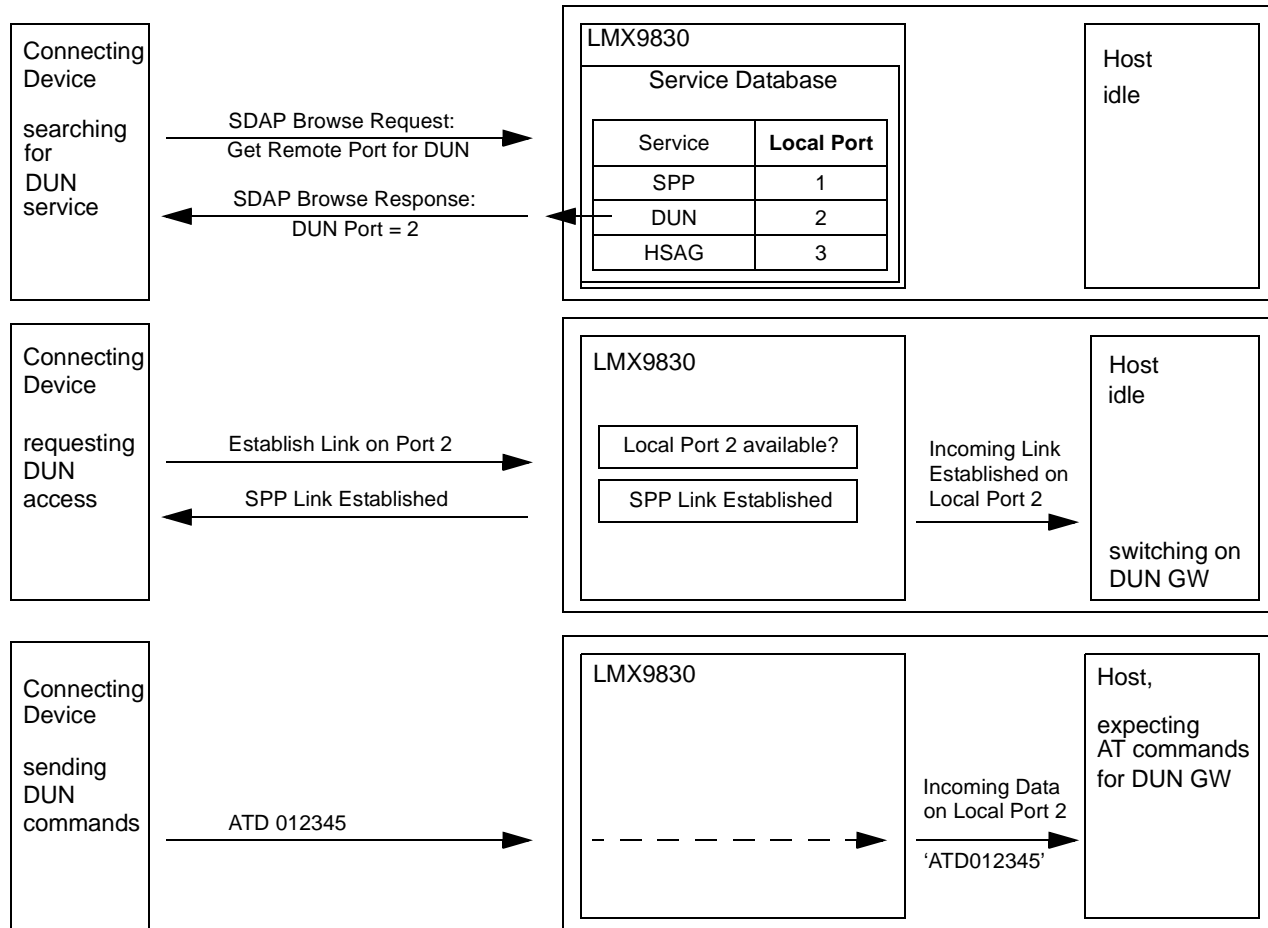 Connecting
Device
searching
for
DUN
service
SDAP Browse Request:
Get Remote Port for DUN
SDAP Browse Response:
DUN Port = 2
LMX9830
Service Database
Service Local Port
SPP 1
DUN 2
HSAG 3
Host
idle
Connecting
Device
requesting
DUN
access
Establish Link on Port 2
SPP Link Established
LMX9830
Local Port 2 available?
SPP Link Established
Incoming Link
Established on
Local Port 2
Host
idle
switching on
DUN GW
Connecting
Device
sending
DUN
commands
ATD 012345
LMX9830
Incoming Data
on Local Port 2
‘ATD012345’
Host,
expecting
AT commands
for DUN GW